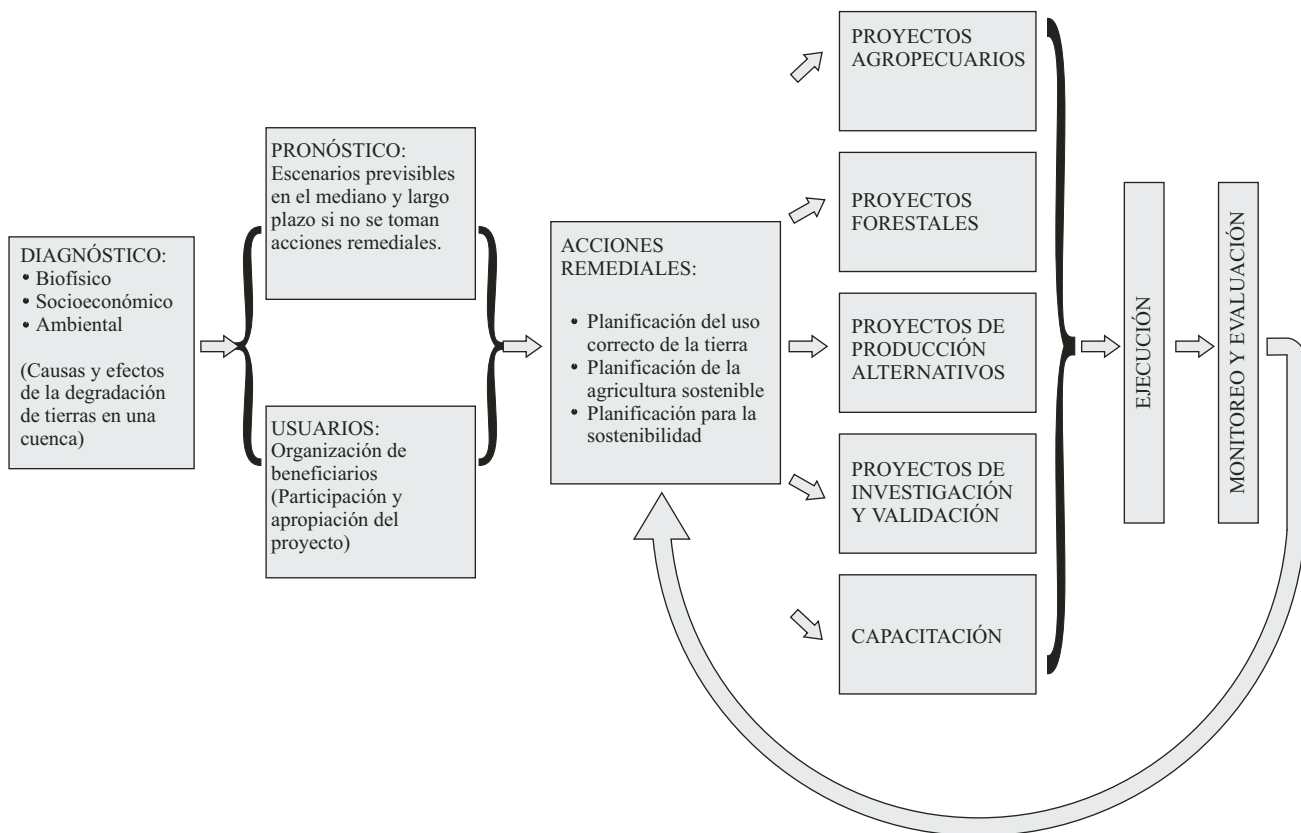 DIAGNÓSTICO:
• Biofísico
• Socioeconómico
• Ambiental
(Causas y efectos
de la degradación
de tierras en una
cuenca)
PRONÓSTICO:
Escenarios previsibles
en el mediano y largo
plazo si no se toman
acciones remediales.
USUARIOS:
Organización de
beneficiarios
(Participación y
apropiación del
proyecto)
ACCIONES
REMEDIALES:
• Planificación del uso
correcto de la tierra
• Planificación de la
agricultura sostenible
• Planificación para la
sostenibilidad
PROYECTOS
AGROPECUARIOS
PROYECTOS
FORESTALES
PROYECTOS DE
PRODUCCIÓN
ALTERNATIVOS
PROYECTOS DE
INVESTIGACIÓN
Y VALIDACIÓN
CAPACITACIÓN
EJECUCIÓN
MONITOREO Y EVALUACIÓN